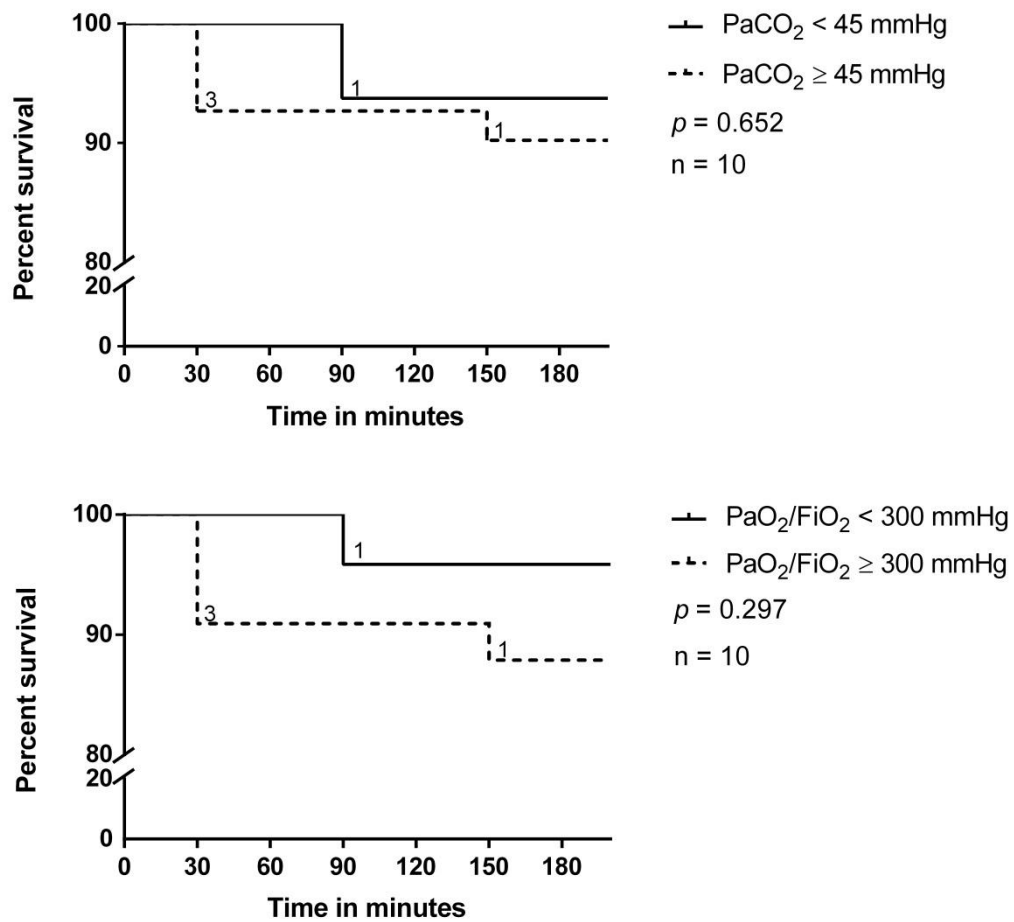 100
90
80
20
0
Percent survival
3
1
1
0 30 60 90 120 150 180
Time in minutes
PaCO₂ < 45 mmHg
PaCO₂ ≥ 45 mmHg
p = 0.652
n = 10
100
90
80
20
0
Percent survival
3
1
1
0 30 60 90 120 150 180
Time in minutes
PaO₂/FiO₂ < 300 mmHg
PaO₂/FiO₂ ≥ 300 mmHg
p = 0.297
n = 10